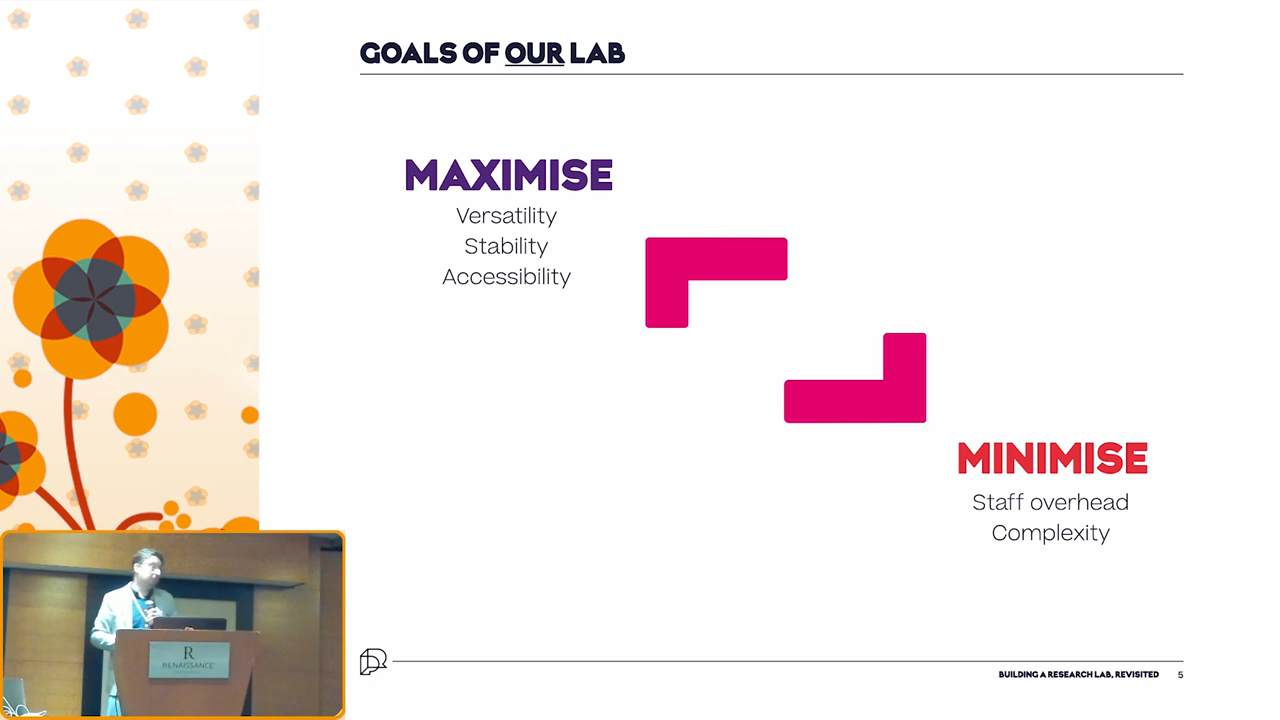 GOALS OF OUR LAB
MAXIMISE
Versatility
Stability
Accessibility
MINIMISE
Staff overhead
Complexity
R
RENAISSANCE
BUILDING A RESEARCH LAB, REVISITED 5